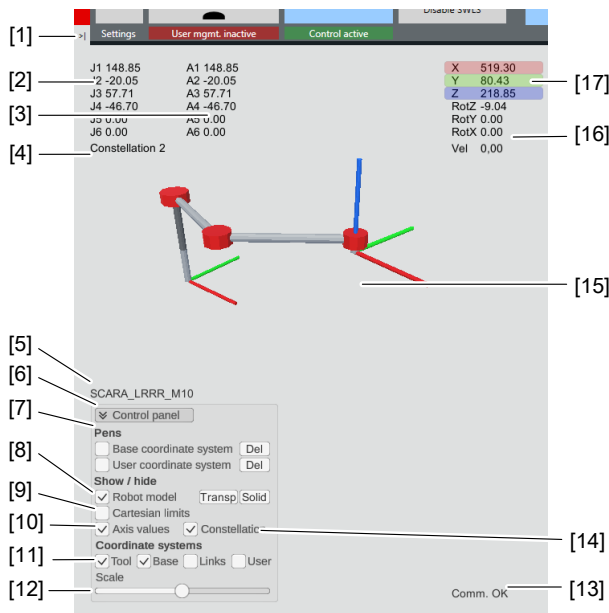 Disable SWLS
[1] >| Settings User mgmt. inactive Control active
J1 148.85 A1 148.85 X 519.30
[2] J2 -20.05 A2 -20.05 Y 80.43 [17]
J3 57.71 A3 57.71 Z 218.85
J4 -46.70 A4 -46.70 RotZ -9.04
[3] J5 0.00 A5 0.00 RotY 0.00
J6 0.00 A6 0.00 RotX 0.00 [16]
[4] Constellation 2 Vel 0,00
[15]
[5]
SCARA_LRRR_M10
[6]
Control panel
[7] Pens
Base coordinate system Del
User coordinate system Del
[8] Show / hide
Robot model Transp Solid
[9] Cartesian limits
[10] Axis values Constellatio [14]
Coordinate systems
[11] Tool Base Links User
Scale
[12] [13]
Comm. OK